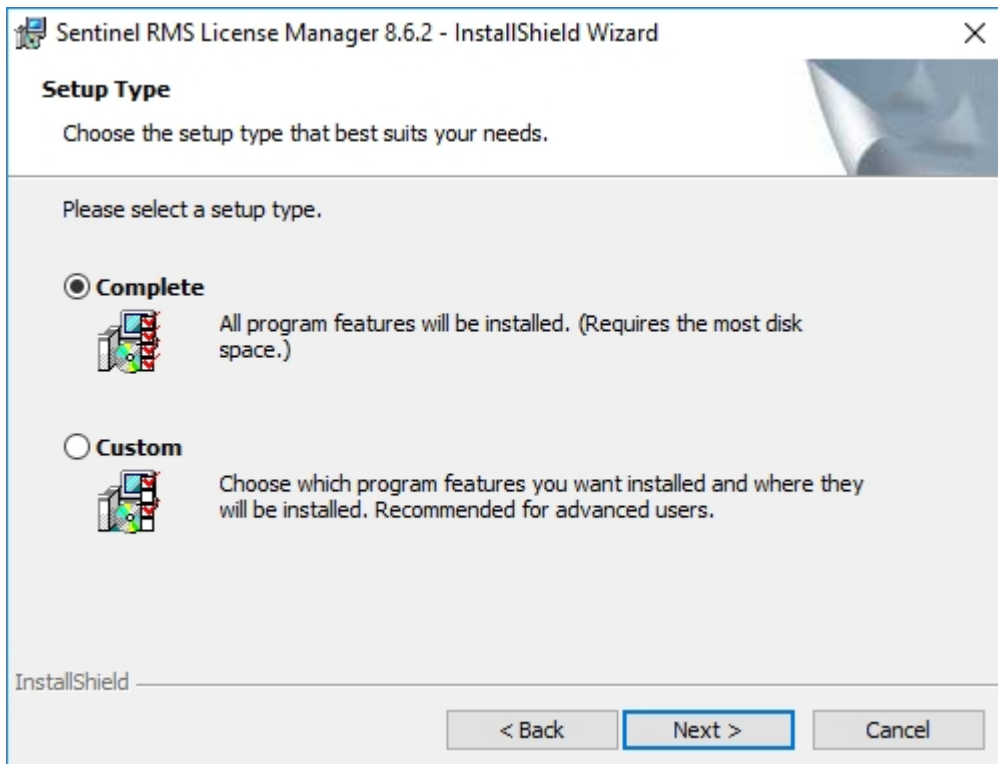 Sentinel RMS License Manager 8.6.2 - InstallShield Wizard
Setup Type
Choose the setup type that best suits your needs.
Please select a setup type.
Complete
All program features will be installed. (Requires the most disk
space.)
Custom
Choose which program features you want installed and where they
will be installed. Recommended for advanced users.
InstallShield
< Back
Next >
Cancel